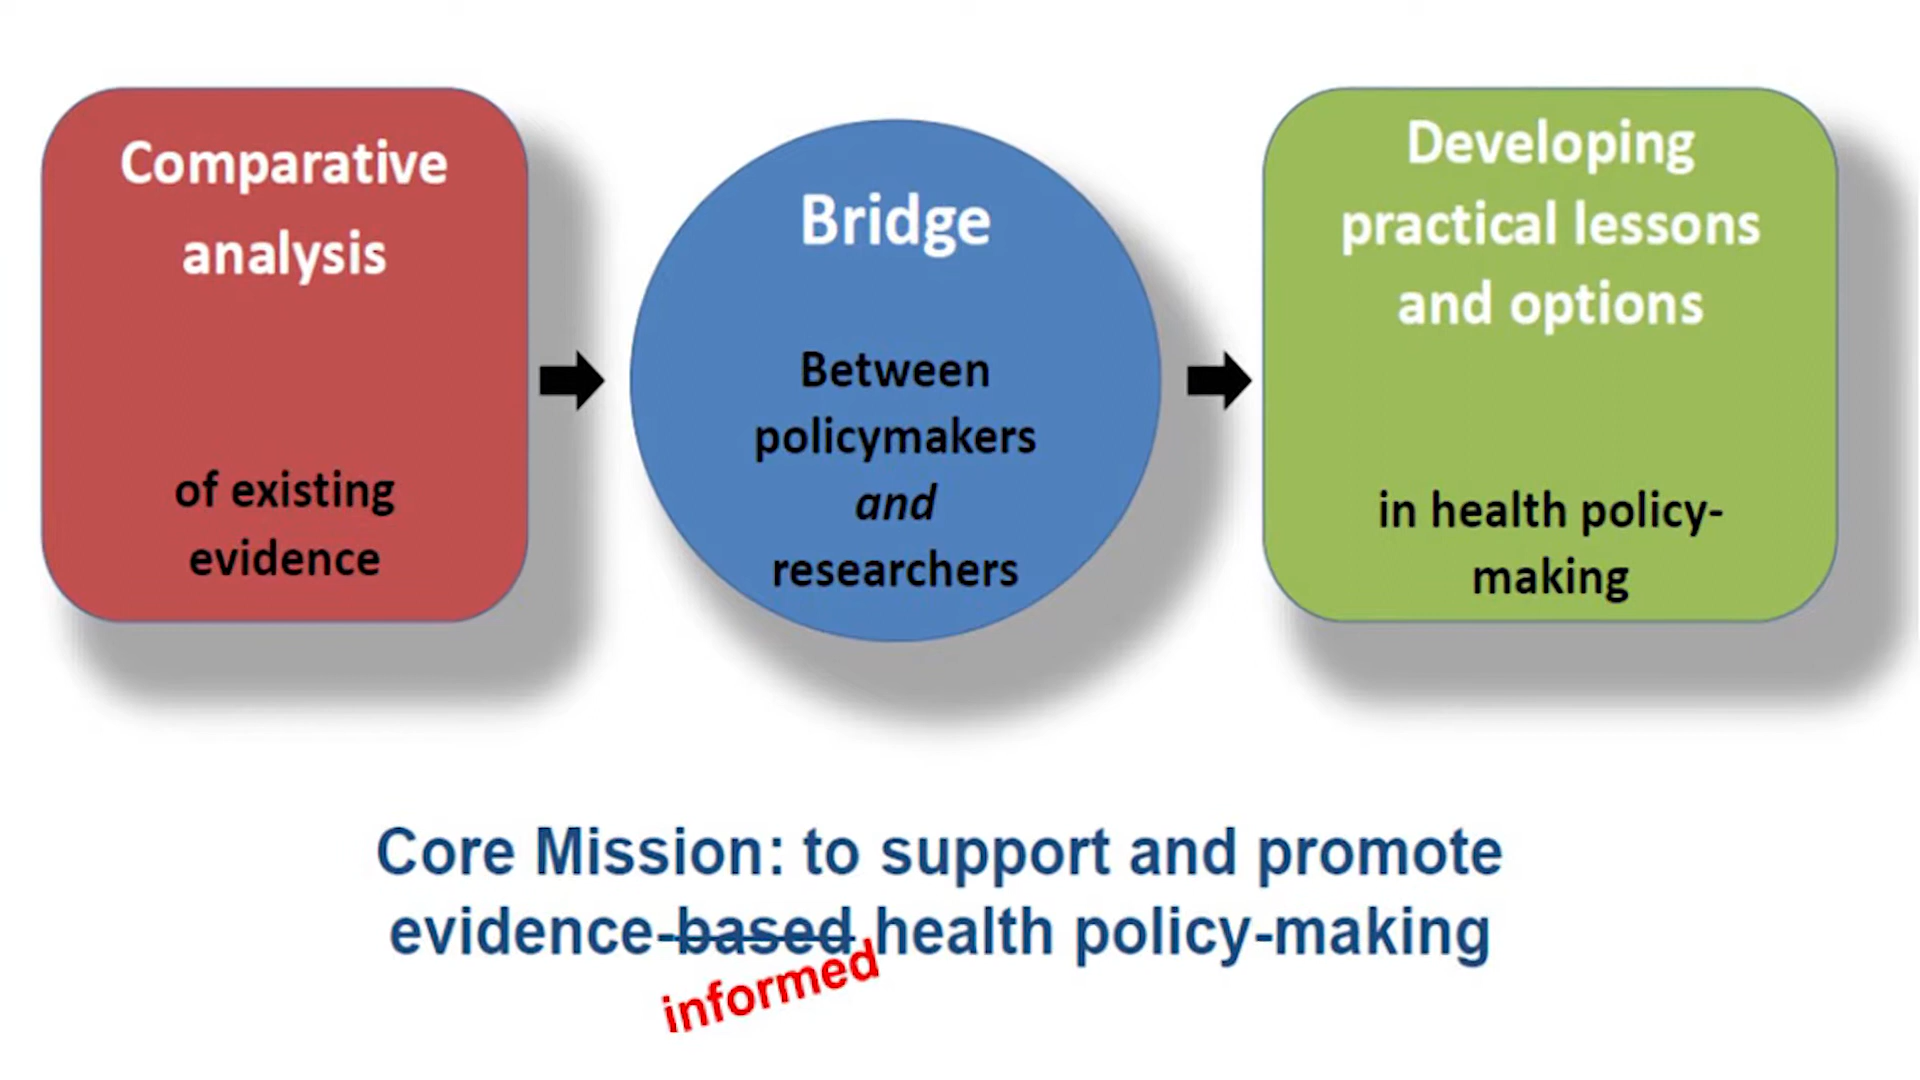 Comparative
analysis
of existing
evidence
Bridge
Between
policymakers
and
researchers
Developing
practical lessons
and options
in health policy-
making
Core Mission: to support and promote
evidence-based health policy-making
informed